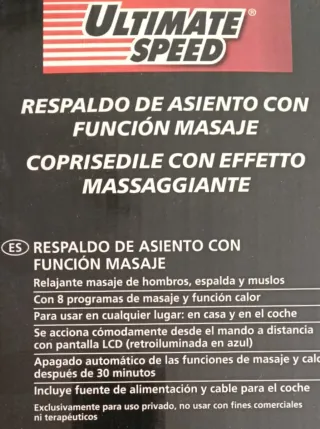 ULTIMATE
SPEED®
RESPALDO DE ASIENTO CON
FUNCIÓN MASAJE
COPRISEDILE CON EFFETTO
MASSAGGIANTE
ES RESPALDO DE ASIENTO CON
FUNCIÓN MASAJE
Relajante masaje de hombros, espalda y muslos
Con 8 programas de masaje y función calor
Para usar en cualquier lugar: en casa y en el coche
Se acciona cómodamente desde el mando a distancia
con pantalla LCD (retroiluminada en azul)
Apagado automático de las funciones de masaje y
después de 30 minutos
Incluye fuente de alimentación y cable para el coche
Exclusivamente para uso privado, no usar con fines comerciales
ni terapéuticos